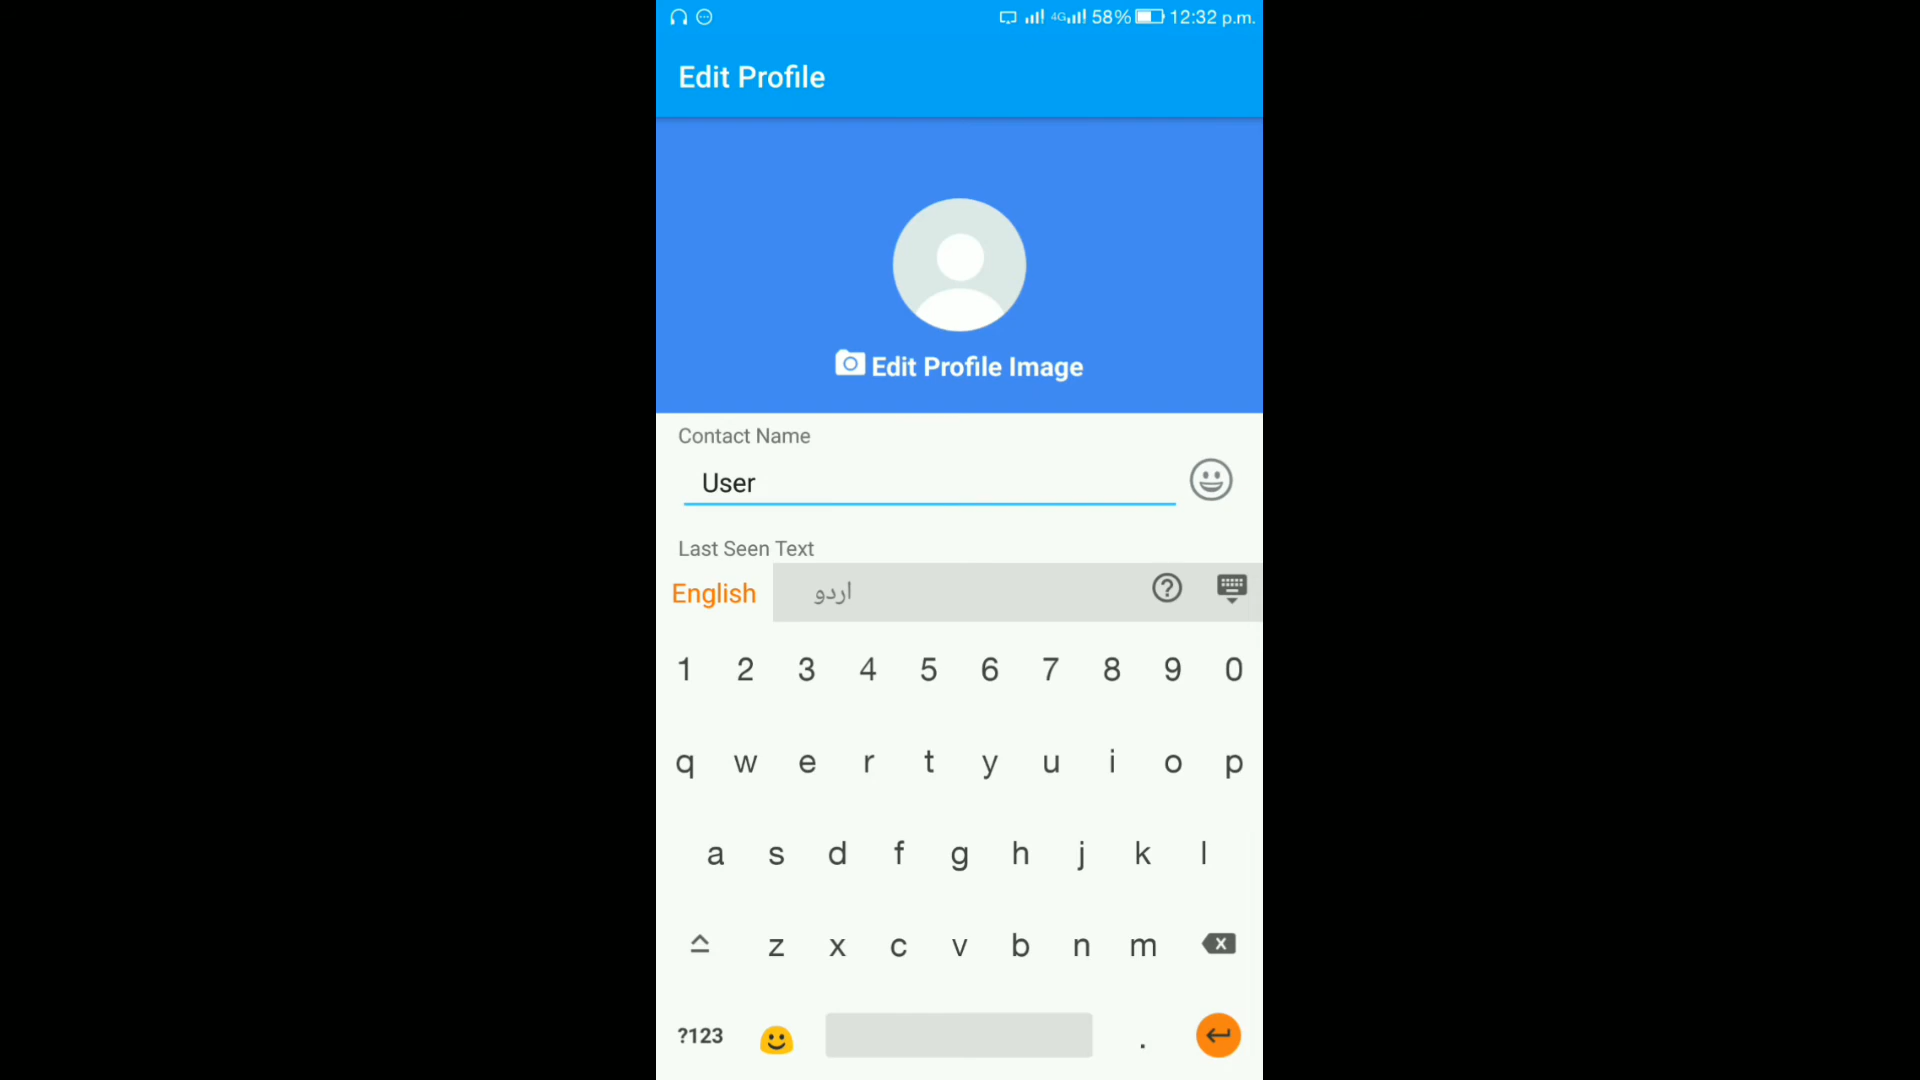 4G 58% 12:32 p.m.
Edit Profile
Edit Profile Image
Contact Name
User
Last Seen Text
English اردو
1 2 3 4 5 6 7 8 9 0
q w e r t y u i o p
a s d f g h j k l
z x c v b n m
?123 .